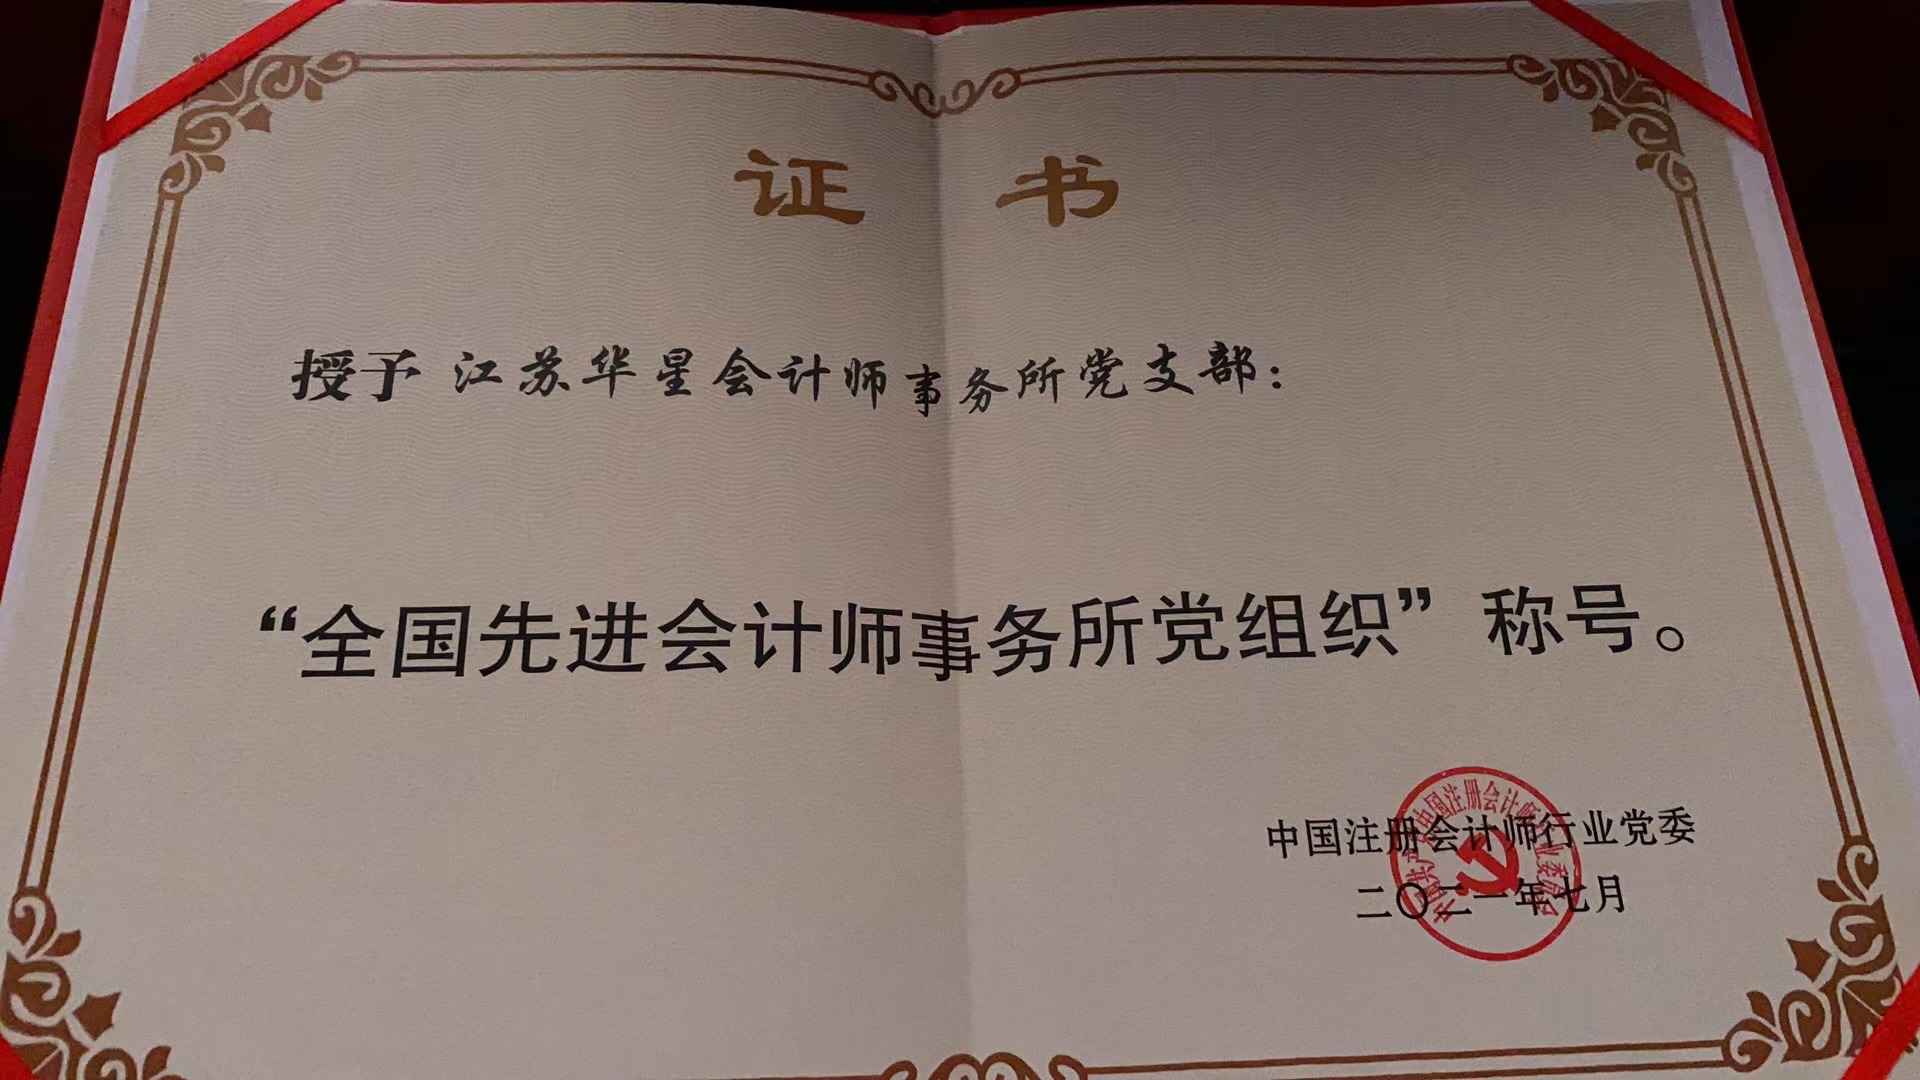 证书
授予 江苏华星会计师事务所党支部：
“全国先进会计师事务所党组织”称号。
中国注册会计师行业党委
二〇二一年七月